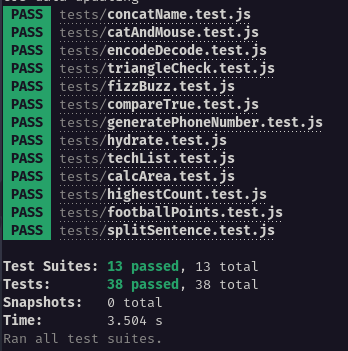 PASS tests/concatName.test.js
PASS tests/catAndMouse.test.js
PASS tests/encodeDecode.test.js
PASS tests/triangleCheck.test.js
PASS tests/fizzBuzz.test.js
PASS tests/compareTrue.test.js
PASS tests/generatePhoneNumber.test.js
PASS tests/hydrate.test.js
PASS tests/techList.test.js
PASS tests/calcArea.test.js
PASS tests/highestCount.test.js
PASS tests/footballPoints.test.js
PASS tests/splitSentence.test.js
Test Suites: 13 passed, 13 total
Tests: 38 passed, 38 total
Snapshots: 0 total
Time: 3.504 s
Ran all test suites.